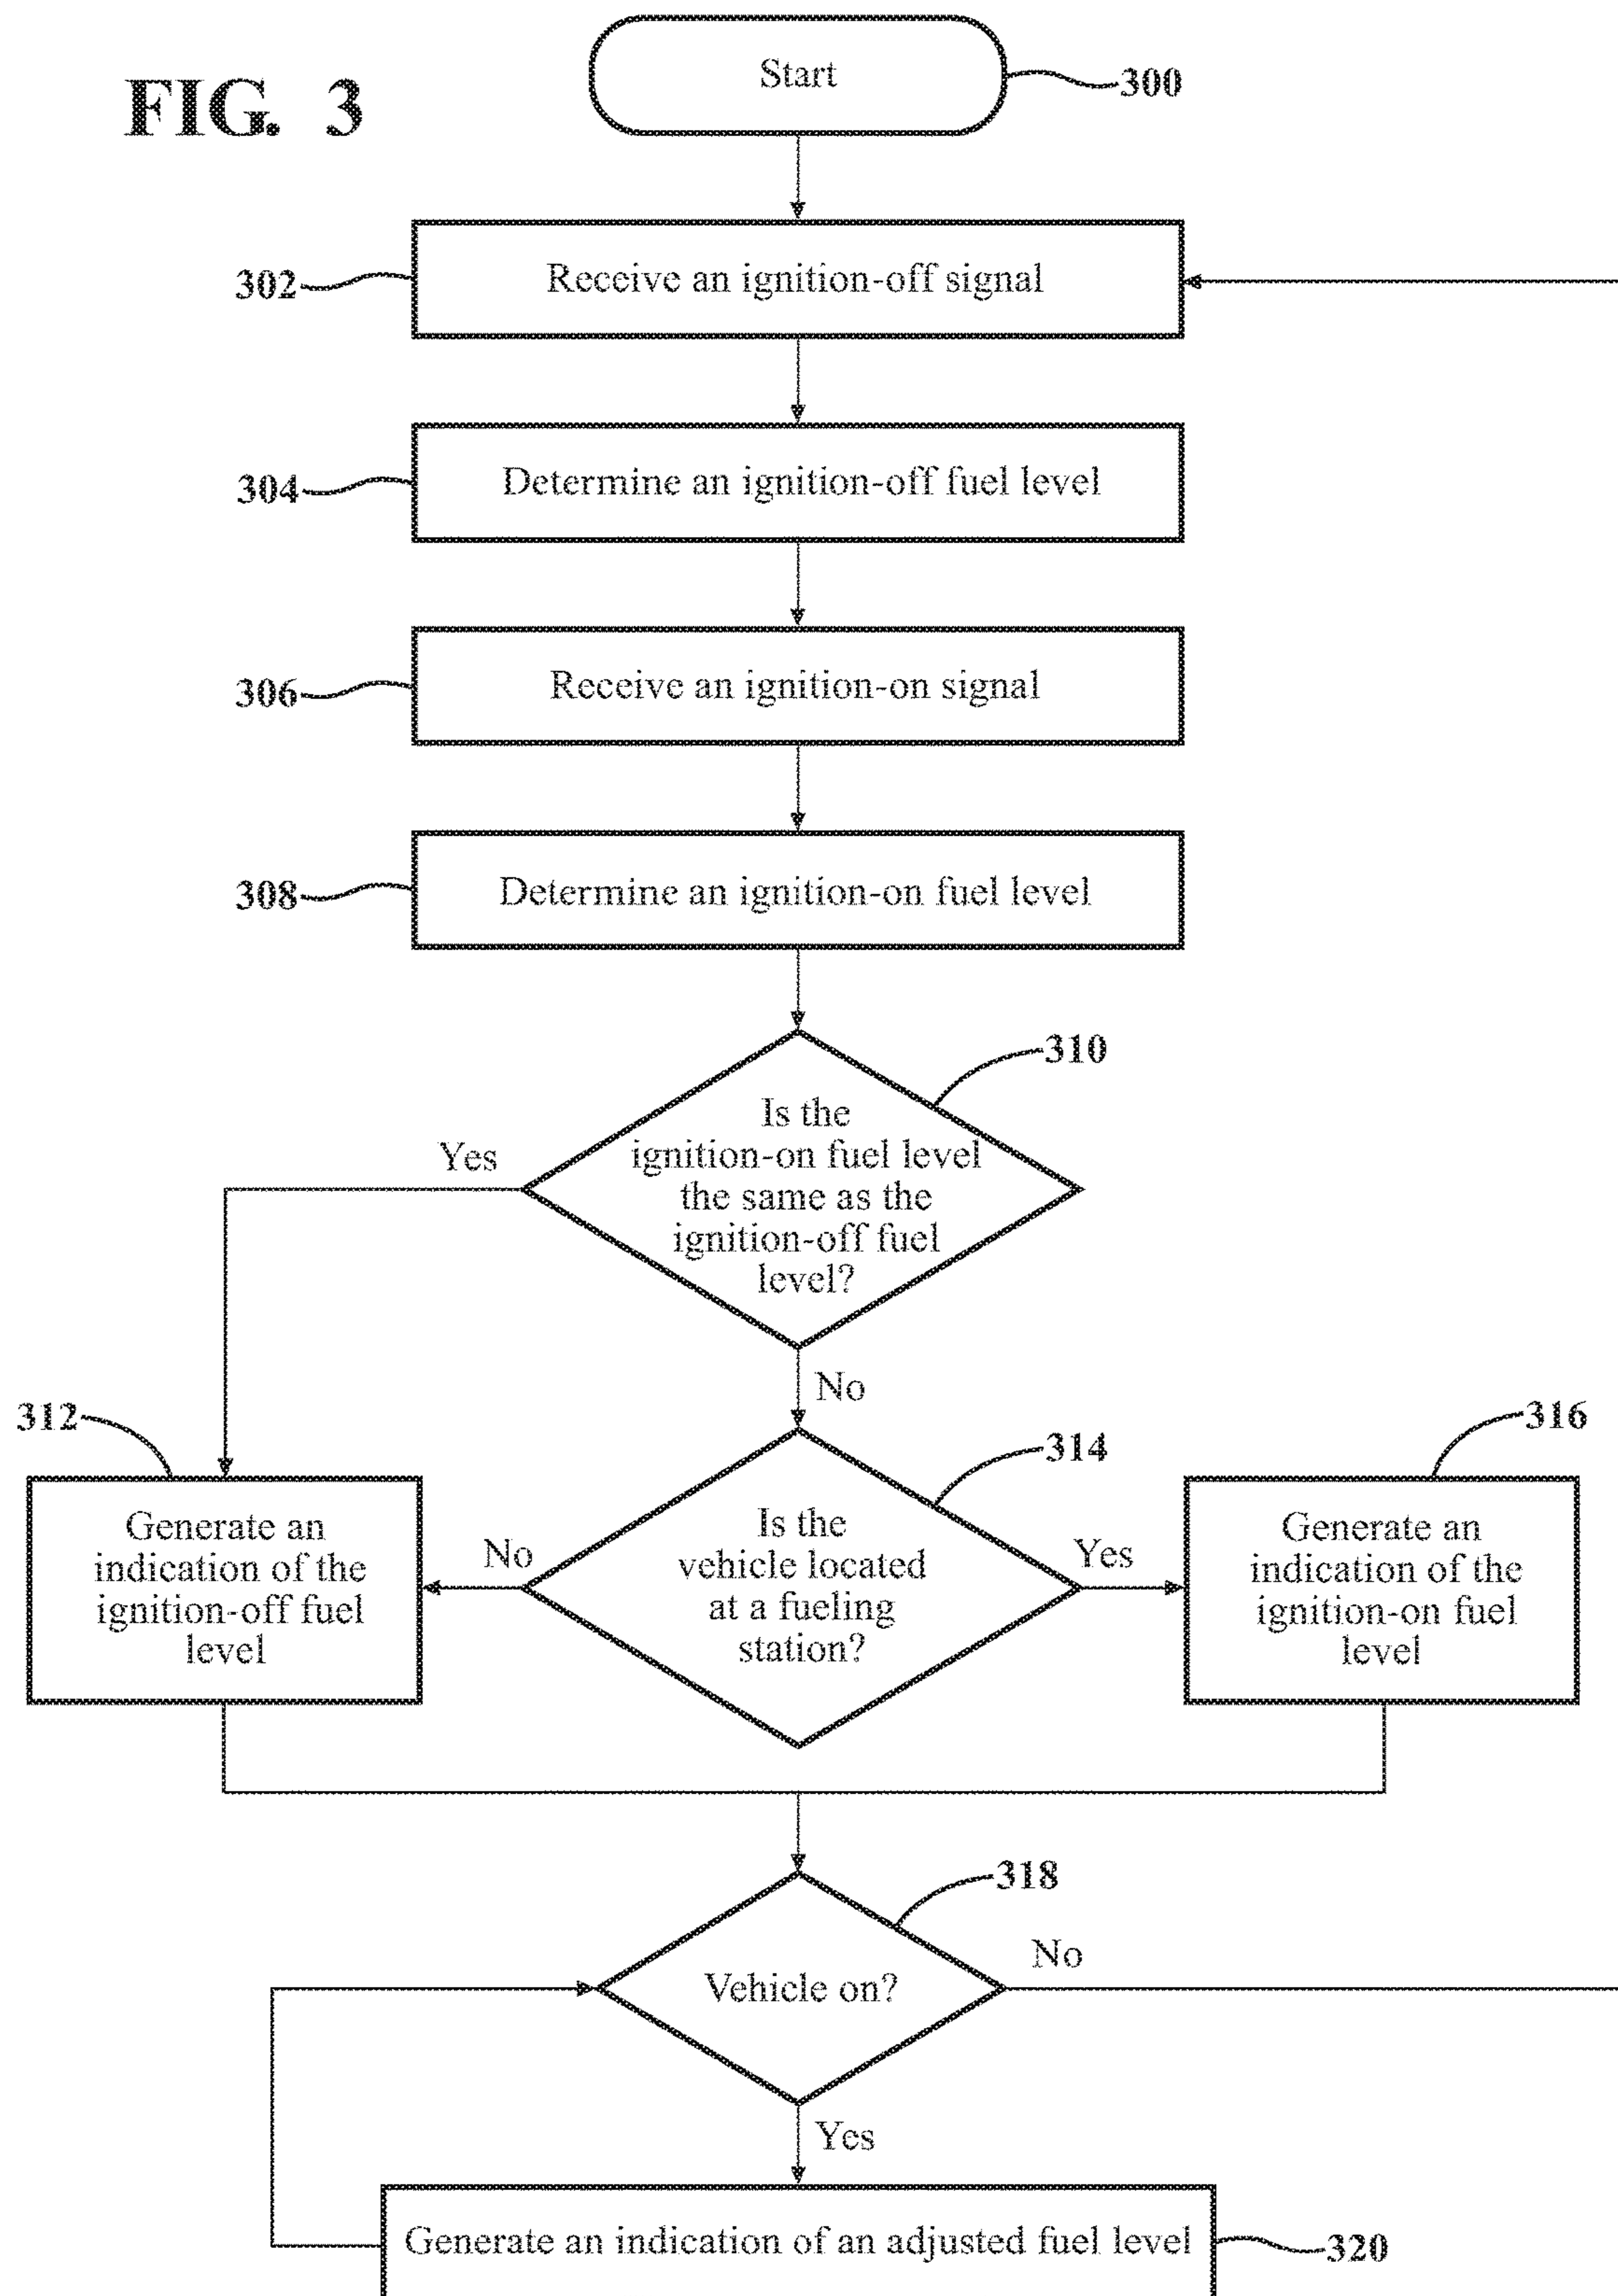 FIG. 3
Start
300
302
Receive an ignition-off signal
304
Determine an ignition-off fuel level
306
Receive an ignition-on signal
308
Determine an ignition-on fuel level
310
Is the
ignition-on fuel level
the same as the
ignition-off fuel
level?
Yes
No
312
Generate an
indication of the
ignition-off fuel
level
No
314
Is the
vehicle located
at a fueling
station?
Yes
316
Generate an
indication of the
ignition-on fuel
level
318
Vehicle on?
No
Yes
Generate an indication of an adjusted fuel level
320